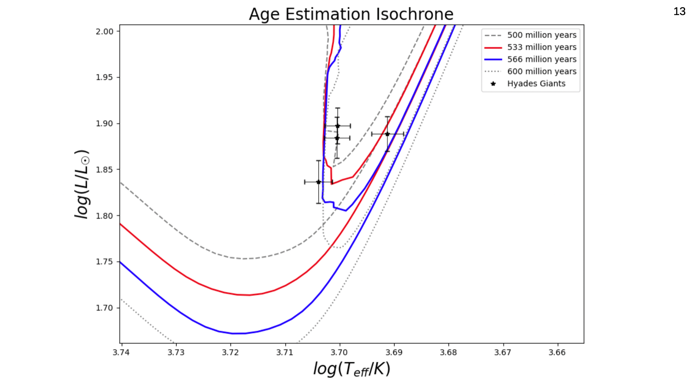 13
Age Estimation Isochrone
500 million years
533 million years
566 million years
600 million years
Hyades Giants
log(L/L☉)
2.00
1.95
1.90
1.85
1.80
1.75
1.70
3.74 3.73 3.72 3.71 3.70 3.69 3.68 3.67 3.66
log(T_eff/K)